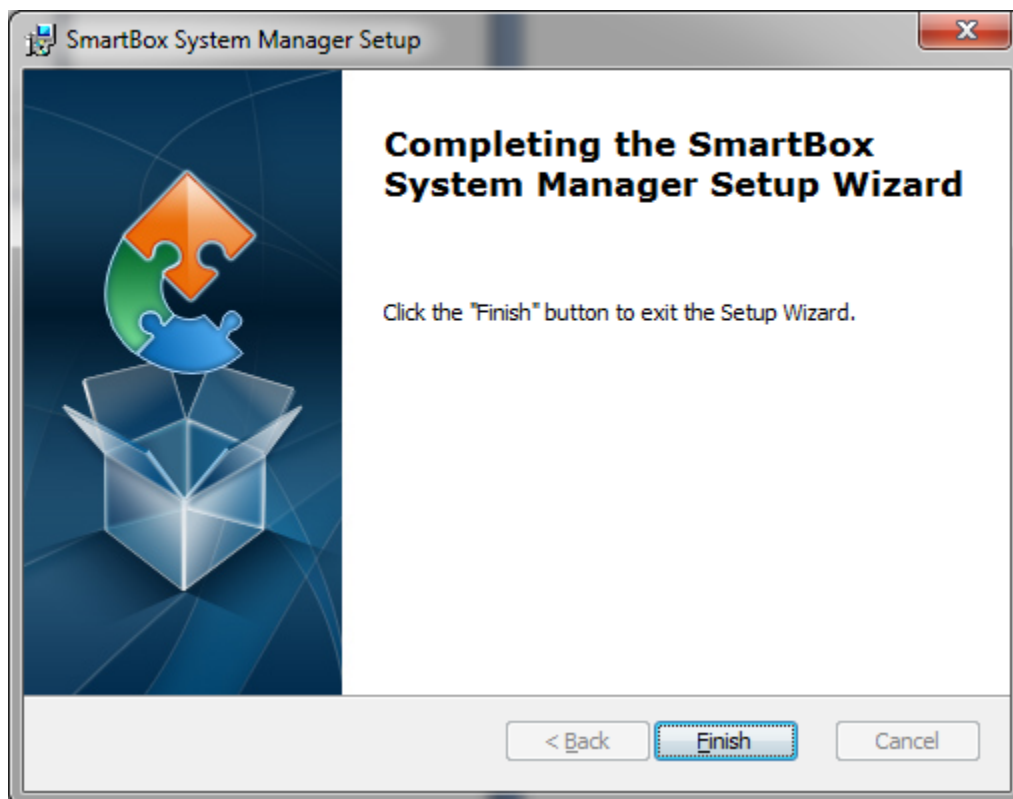 SmartBox System Manager Setup
Completing the SmartBox
System Manager Setup Wizard
Click the "Finish" button to exit the Setup Wizard.
< Back Finish Cancel